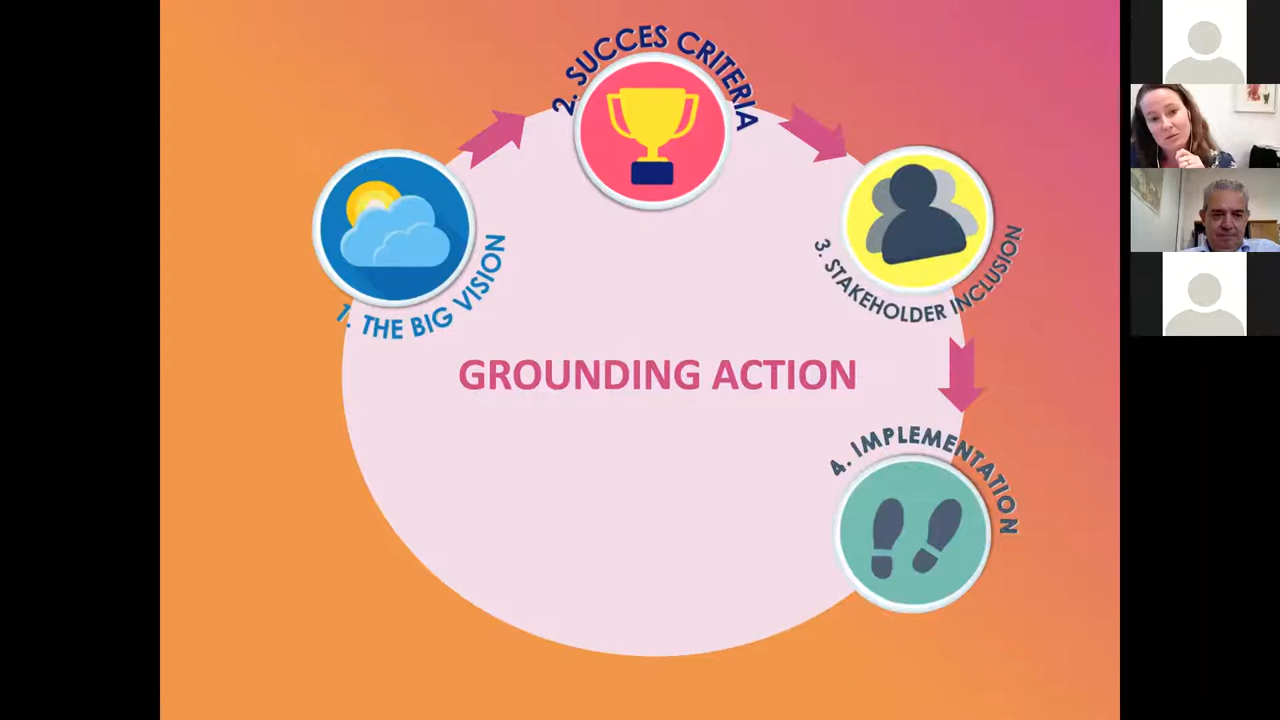 1. THE BIG VISION
2. SUCCES CRITERIA
3. STAKEHOLDER INCLUSION
GROUNDING ACTION
4. IMPLEMENTATION